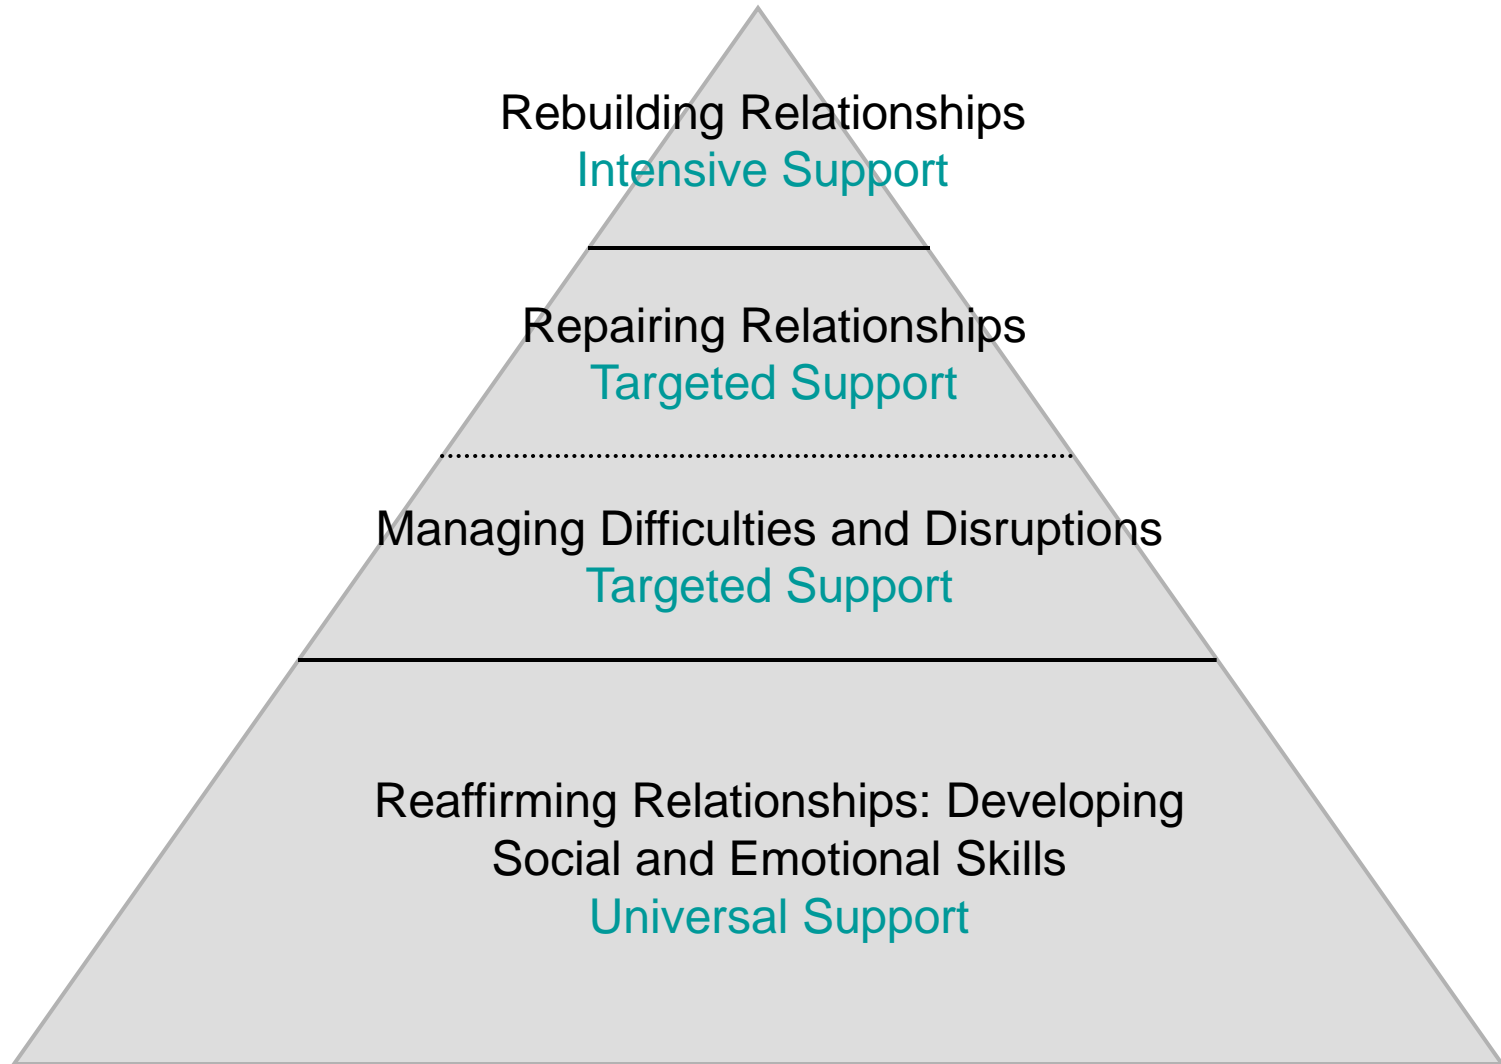 Rebuilding Relationships
Intensive Support
Repairing Relationships
Targeted Support
Managing Difficulties and Disruptions
Targeted Support
Reaffirming Relationships: Developing
Social and Emotional Skills
Universal Support